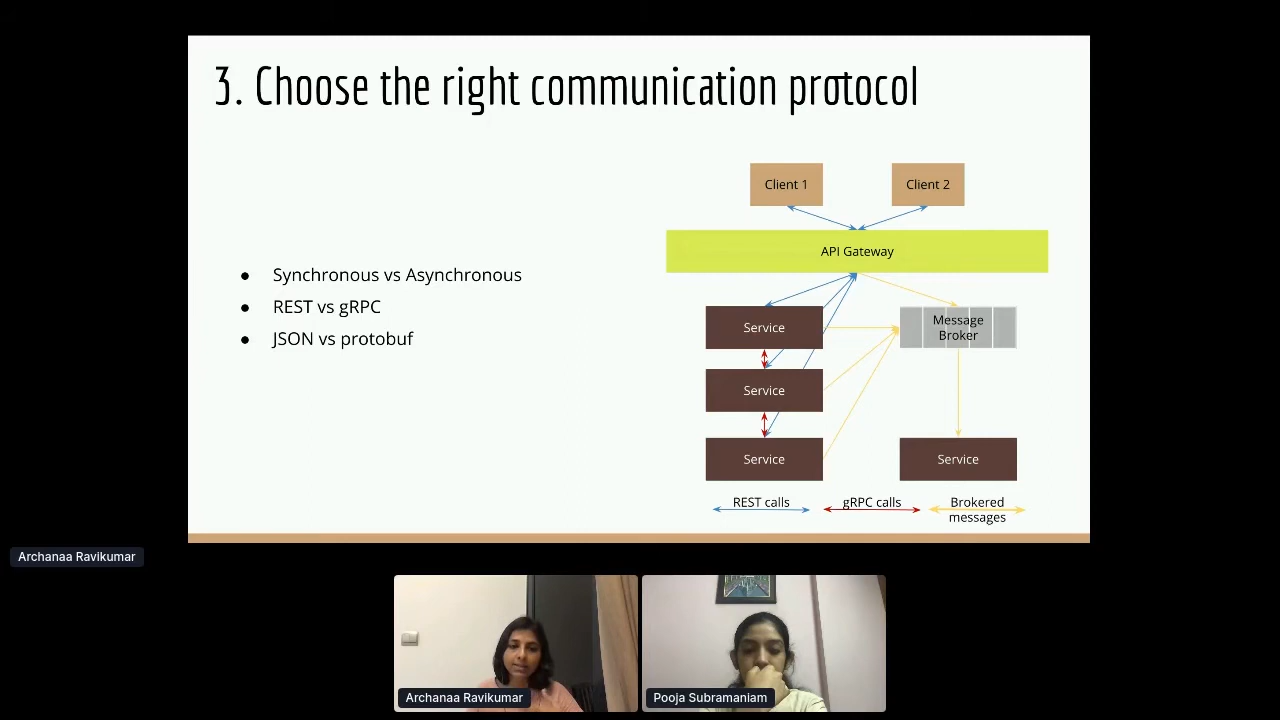 3. Choose the right communication protocol
● Synchronous vs Asynchronous
● REST vs gRPC
● JSON vs protobuf
Client 1
Client 2
API Gateway
Service
Message
Broker
Service
Service
Service
REST calls
gRPC calls
Brokered
messages
Archanaa Ravikumar
Archanaa Ravikumar
Pooja Subramaniam